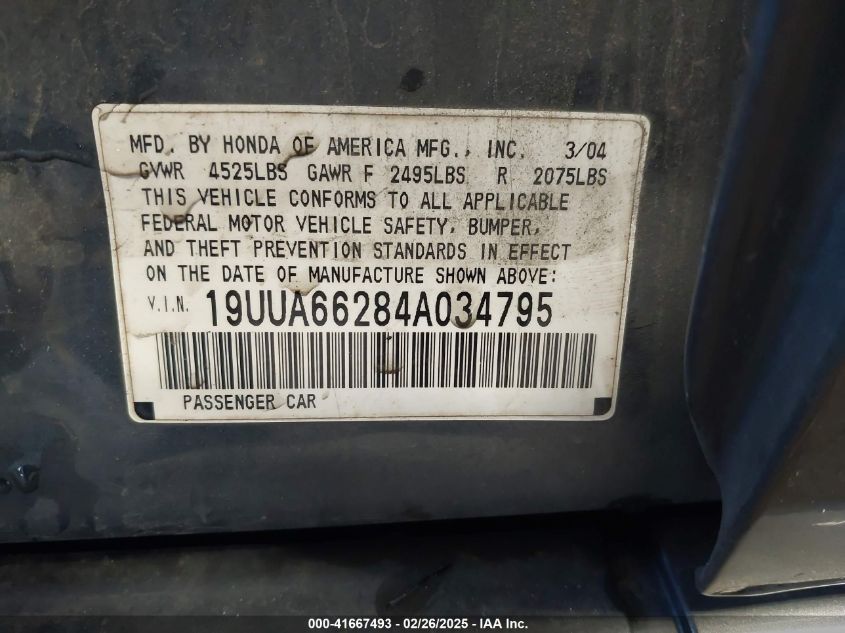 MFD. BY HONDA OF AMERICA MFG., INC. 3/04
GVWR 4525LBS GAWR F 2495LBS R 2075LBS
THIS VEHICLE CONFORMS TO ALL APPLICABLE
FEDERAL MOTOR VEHICLE SAFETY, BUMPER,
AND THEFT PREVENTION STANDARDS IN EFFECT
ON THE DATE OF MANUFACTURE SHOWN ABOVE:
V.I.N. 19UUA66284A034795
PASSENGER CAR
000-41667493 - 02/26/2025 - IAA Inc.